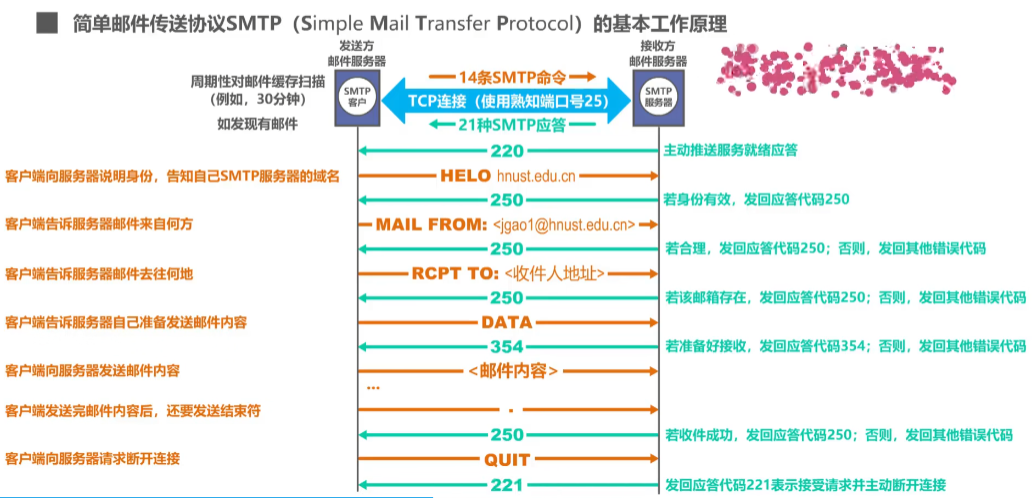 简单邮件传送协议SMTP（Simple Mail Transfer Protocol）的基本工作原理
发送方
邮件服务器
接收方
邮件服务器
周期性对邮件缓存扫描
（例如，30分钟）
如发现有邮件
SMTP
客户
14条SMTP命令
TCP连接（使用熟知端口号25）
21种SMTP应答
SMTP
服务器
220
主动推送服务就绪应答
客户端向服务器说明身份，告知自己SMTP服务器的域名
HELO hnust.edu.cn
250
若身份有效，发回应答代码250
客户端告诉服务器邮件来自何方
MAIL FROM: <jgao1@hnust.edu.cn>
250
若合理，发回应答代码250；否则，发回其他错误代码
客户端告诉服务器邮件去往何地
RCPT TO: <收件人地址>
250
若该邮箱存在，发回应答代码250；否则，发回其他错误代码
客户端告诉服务器自己准备发送邮件内容
DATA
354
若准备好接收，发回应答代码354；否则，发回其他错误代码
客户端向服务器发送邮件内容
<邮件内容>
...
客户端发送完邮件内容后，还要发送结束符
.
250
若收件成功，发回应答代码250；否则，发回其他错误代码
客户端向服务器请求断开连接
QUIT
221
发回应答代码221表示接受请求并主动断开连接